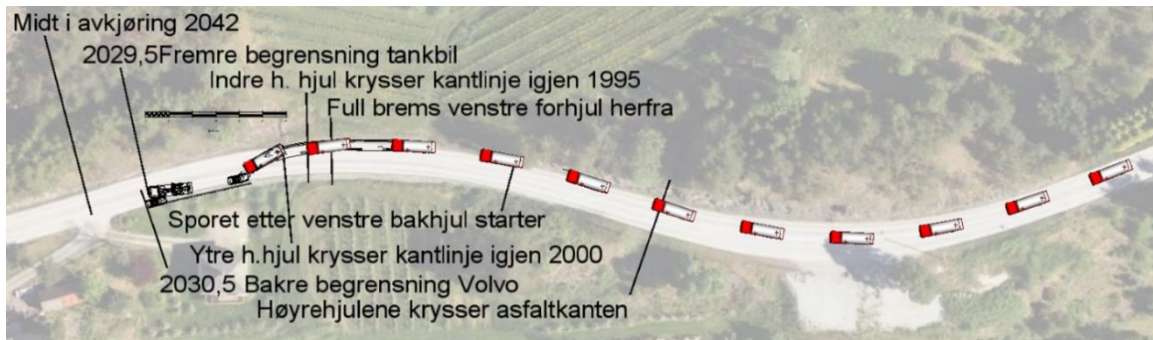 Midt i avkjøring 2042
2029,5Fremre begrensning tankbil
Indre h. hjul krysser kantlinje igjen 1995
Full brems venstre forhjul herfra
Sporet etter venstre bakhjul starter
Ytre h.hjul krysser kantlinje igjen 2000
2030,5 Bakre begrensning Volvo
Høyrehjulene krysser asfaltkanten